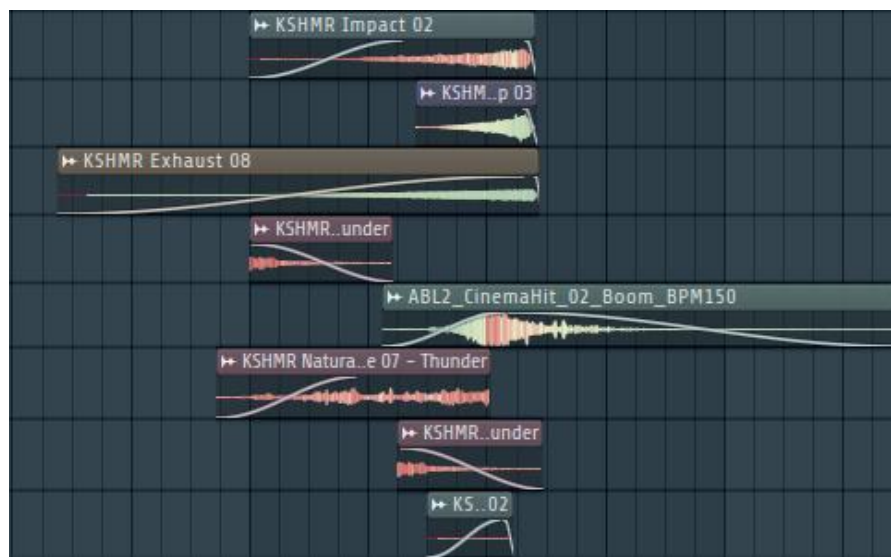 KSHMR Impact 02
KSHM..p 03
KSHMR Exhaust 08
KSHMR..under
ABL2_CinemaHit_02_Boom_BPM150
KSHMR Natura..e 07 - Thunder
KSHMR..under
KS..02